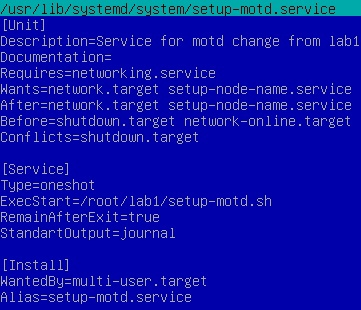 /usr/lib/systemd/system/setup-motd.service
[Unit]
Description=Service for motd change from lab1
Documentation=
Requires=networking.service
Wants=network.target setup-node-name.service
After=network.target setup-node-name.service
Before=shutdown.target network-online.target
Conflicts=shutdown.target
[Service]
Type=oneshot
ExecStart=/root/lab1/setup-motd.sh
RemainAfterExit=true
StandartOutput=journal
[Install]
WantedBy=multi-user.target
Alias=setup-motd.service